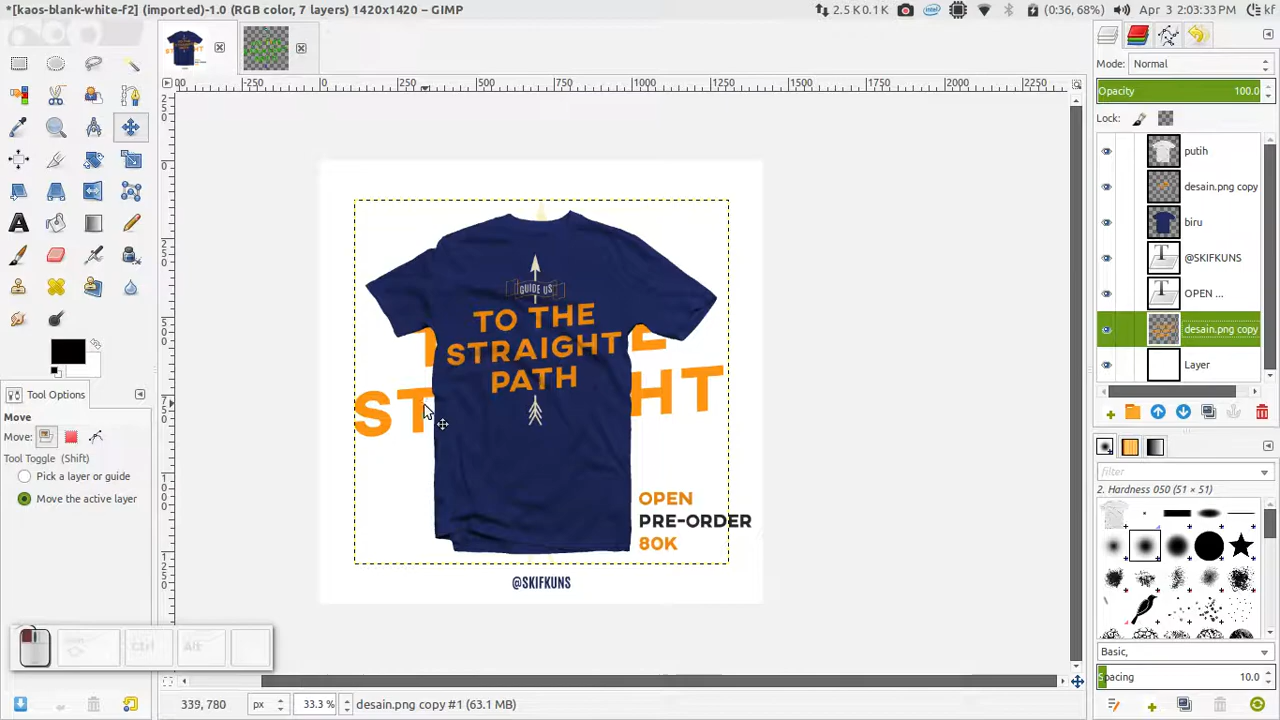 *[kaos-blank-white-f2] (imported)-1.0 (RGB color, 7 layers) 1420x1420 – GIMP
2.5 K 0.1 K
(0:36, 68%)
Apr 3 2:03:33 PM
kf
Mode: Normal
Opacity 100.0
Lock:
putih
desain.png copy
biru
@SKIFKUNS
OPEN ...
desain.png copy
Layer
0 250 500 750 1000 1250 1500 1750 2000 2250
GUIDE US
TO THE
STRAIGHT
PATH
OPEN
PRE-ORDER
80K
@SKIFKUNS
Tool Options
Move
Move:
Tool Toggle (Shift)
Pick a layer or guide
Move the active layer
Ctrl
Alt
filter
2. Hardness 050 (51 × 51)
Basic,
Spacing 10.0
339, 780 px 33.3 % desain.png copy #1 (63.1 MB)